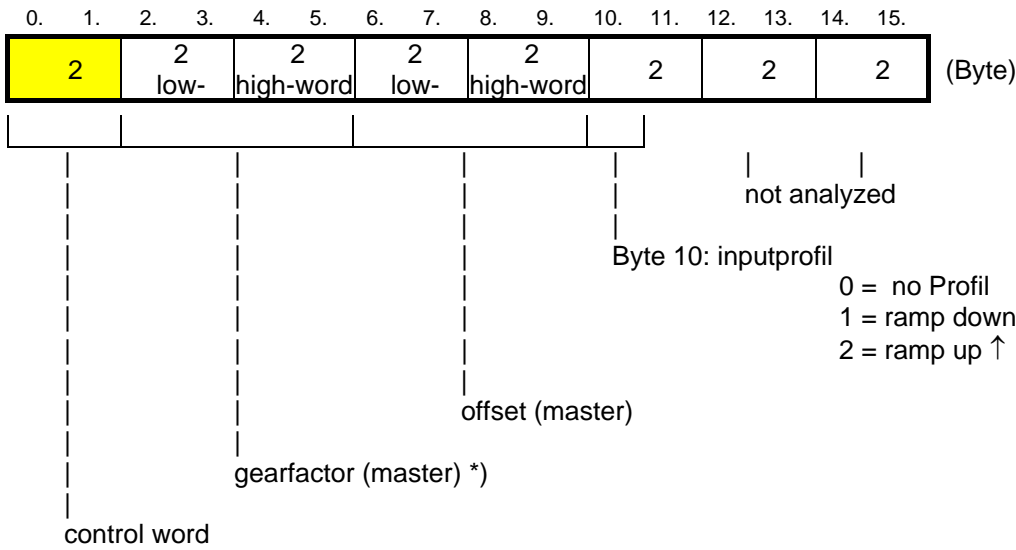 0. 1. 2. 3. 4. 5. 6. 7. 8. 9. 10. 11. 12. 13. 14. 15.
2 2 2 2 2 2 2 2 (Byte)
low- high-word low- high-word
not analyzed
Byte 10: inputprofil
0 = no Profil
1 = ramp down
2 = ramp up ↑
offset (master)
gearfactor (master) *)
control word